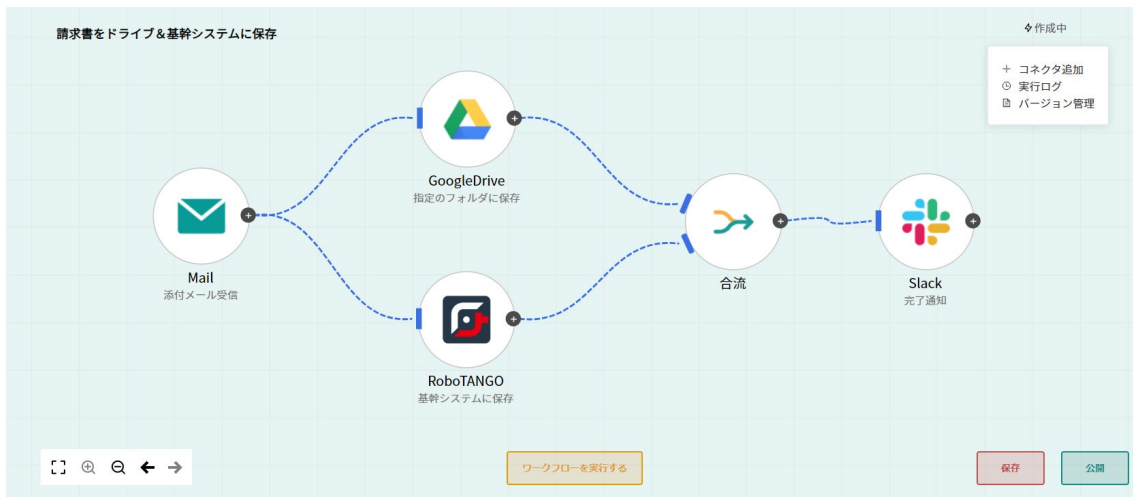 請求書をドライブ＆基幹システムに保存
作成中
コネクタ追加
実行ログ
バージョン管理
GoogleDrive
指定のフォルダに保存
Mail
添付メール受信
合流
Slack
完了通知
RoboTANGO
基幹システムに保存
ワークフローを実行する
保存
公開